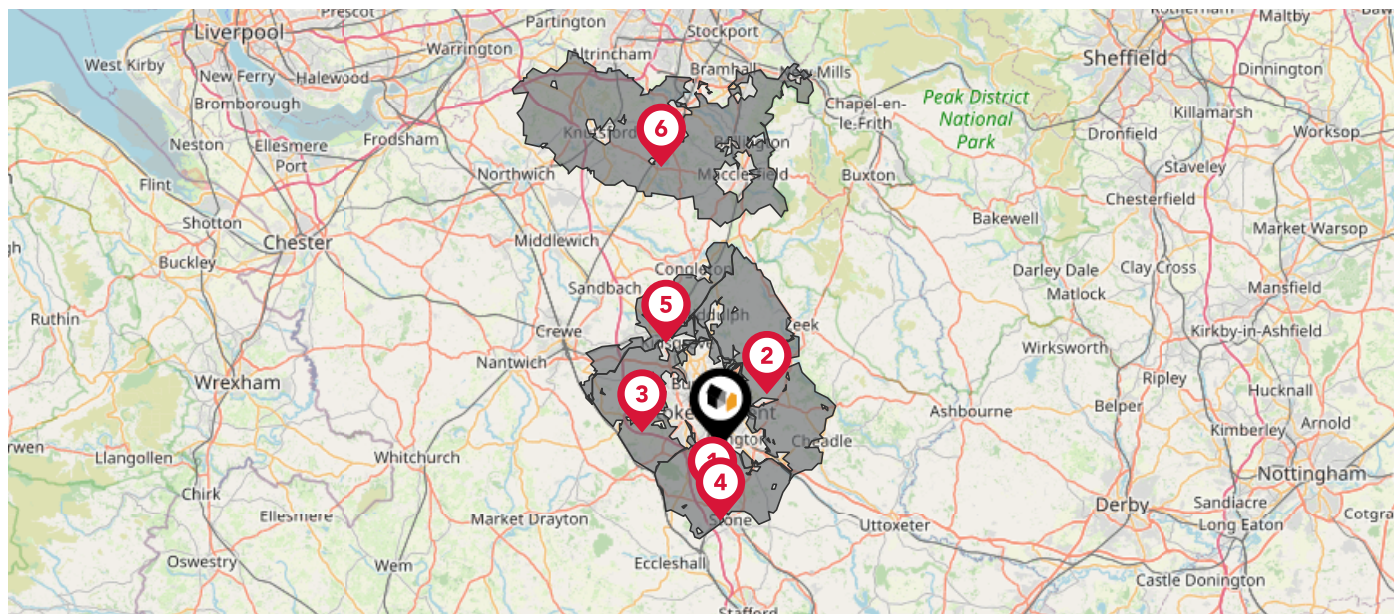 Prescot
Partington
Stockport
Rotherham
Maltby
Liverpool
Warrington
Altrincham
Sheffield
West Kirby
New Ferry
Halewood
Bramhall
Dinnington
Bromborough
Chapel-en-
le-Frith
Peak District
National
Park
Killamarsh
Neston
Ellesmere
Port
Frodsham
Knutsford
6
Dronfield
Worksop
Flint
Northwich
Macclesfield
Buxton
Staveley
Chesterfield
Shotton
Chester
Middlewich
Bakewell
Market Warsop
Buckley
Congleton
Darley Dale
Clay Cross
Sandbach
Matlock
Mansfield
Ruthin
5
Crewe
Leek
Kirkby-in-Ashfield
Nantwich
2
Wirksworth
Wrexham
3
Ripley
Hucknall
Ashbourne
Belper
Arnold
Kimberley
Cheadle
Llangollen
Whitchurch
1
Nottingham
4
Chirk
Derby
Sandiacre
Ellesmere
Market Drayton
Stone
Uttoxeter
Long Eaton
Oswestry
Wem
Eccleshall
Castle Donington
Stafford